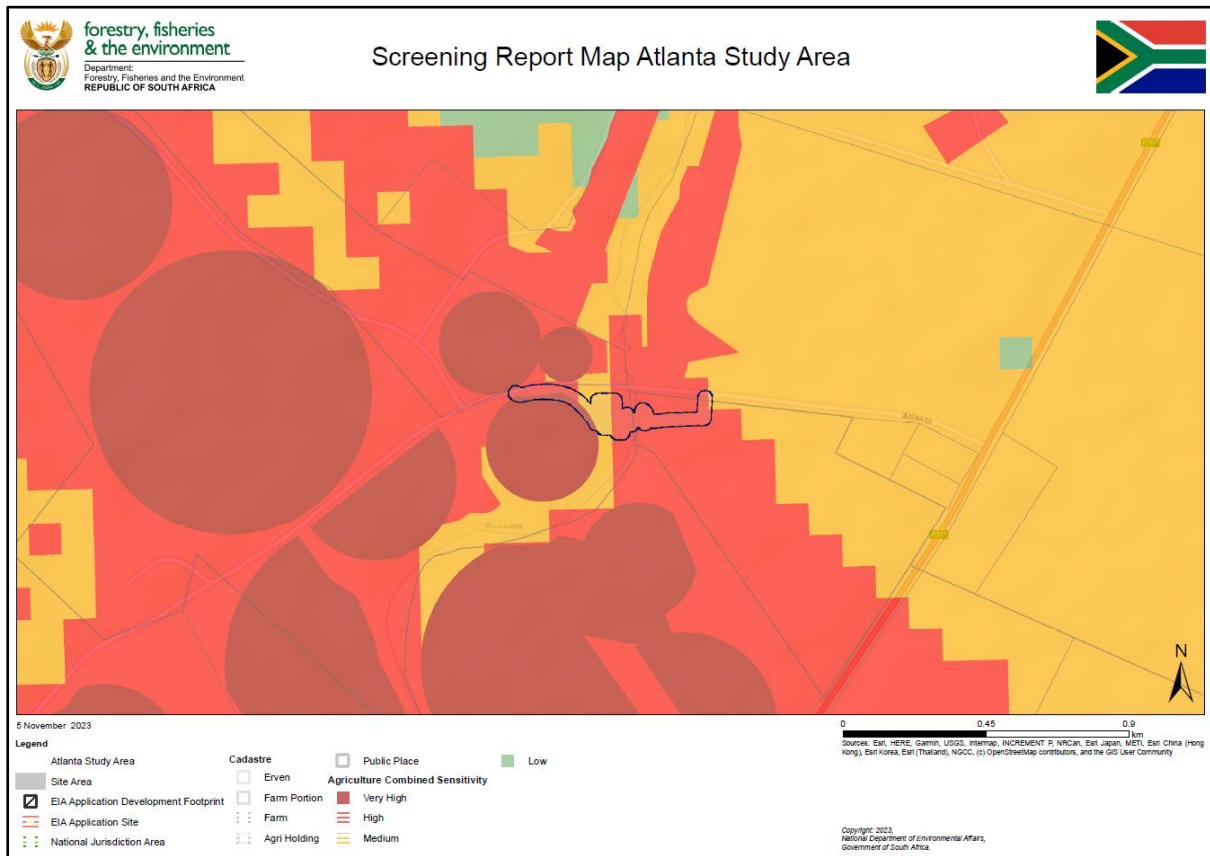 forestry, fisheries
& the environment
Department:
Forestry, Fisheries and the Environment
REPUBLIC OF SOUTH AFRICA
Screening Report Map Atlanta Study Area
Atlanta
N
5 November 2023
0 0.45 0.9
km
Sources: Esri, HERE, Garmin, USGS, Intermap, INCREMENT P, NRCan, Esri Japan, METI, Esri China (Hong
Kong), Esri Korea, Esri (Thailand), NGCC, (c) OpenStreetMap contributors, and the GIS User Community
Legend
Atlanta Study Area
Site Area
EIA Application Development Footprint
EIA Application Site
National Jurisdiction Area
Cadastre
Erven
Farm Portion
Farm
Agri Holding
Public Place
Agriculture Combined Sensitivity
Very High
High
Medium
Low
Copyright: 2023,
National Department of Environmental Affairs,
Government of South Africa.